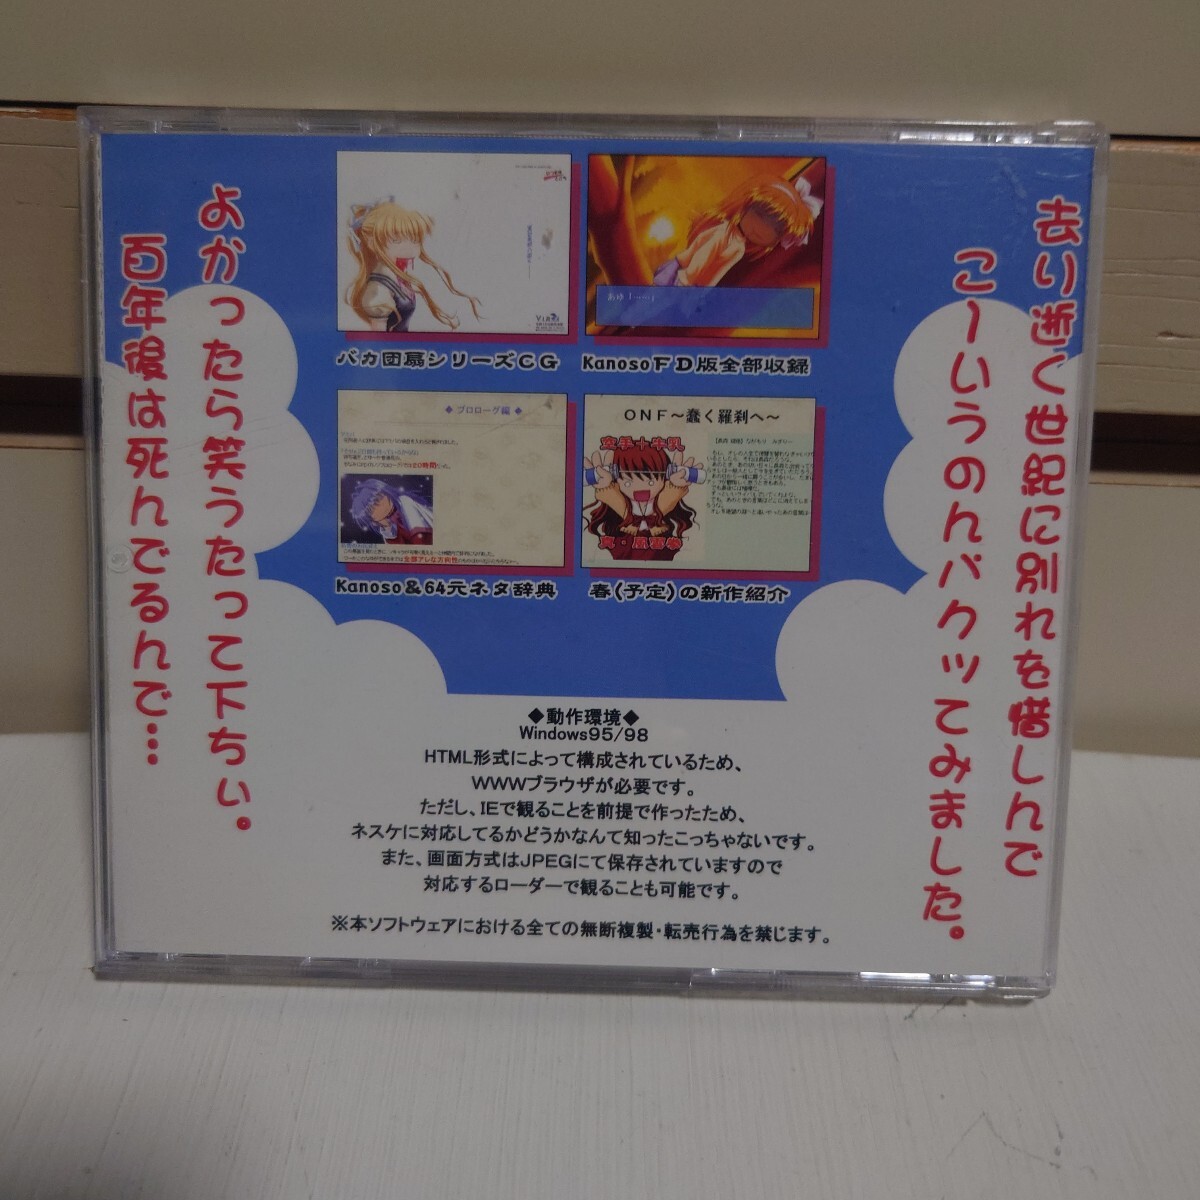 去り逝く世紀に別れを惜しんで
こーいうのんパクッてみました。
よかったら笑うたって下ちぃ。
百年後は死んでるんで…
バカ団扇シリーズCG
あゆ「……」
KanosoFD版全部収録
◆プロローグ編◆
Kanoso&64元ネタ辞典
ONF～蠢く羅刹へ～
春(予定)の新作紹介
◆動作環境◆
Windows95/98
HTML形式によって構成されているため、
WWWブラウザが必要です。
ただし、IEで観ることを前提で作ったため、
ネスケに対応してるかどうかなんて知ったこっちゃないです。
また、画面方式はJPEGにて保存されていますので
対応するローダーで観ることも可能です。
※本ソフトウェアにおける全ての無断複製・転売行為を禁じます。